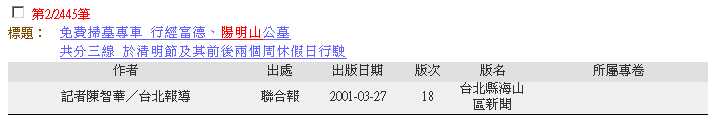 第2/2445筆
標題： 免費掃墓專車 行經富德、陽明山公墓
共分三線 於清明節及其前後兩個周休假日行駛
作者 出處 出版日期 版次 版名 所屬專卷
記者陳智華／台北報導 聯合報 2001-03-27 18 台北縣海山
區新聞